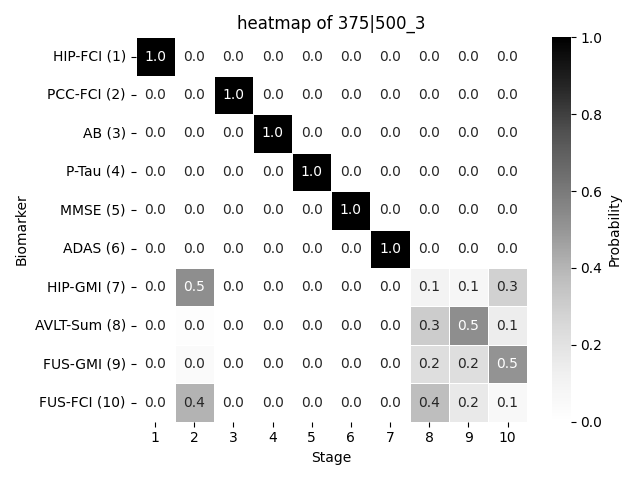 heatmap of 375|500_3
HIP-FCI (1) 1.0 0.0 0.0 0.0 0.0 0.0 0.0 0.0 0.0 0.0
PCC-FCI (2) 0.0 0.0 1.0 0.0 0.0 0.0 0.0 0.0 0.0 0.0
AB (3) 0.0 0.0 0.0 1.0 0.0 0.0 0.0 0.0 0.0 0.0
P-Tau (4) 0.0 0.0 0.0 0.0 1.0 0.0 0.0 0.0 0.0 0.0
MMSE (5) 0.0 0.0 0.0 0.0 0.0 1.0 0.0 0.0 0.0 0.0
ADAS (6) 0.0 0.0 0.0 0.0 0.0 0.0 1.0 0.0 0.0 0.0
HIP-GMI (7) 0.0 0.5 0.0 0.0 0.0 0.0 0.0 0.1 0.1 0.3
AVLT-Sum (8) 0.0 0.0 0.0 0.0 0.0 0.0 0.0 0.3 0.5 0.1
FUS-GMI (9) 0.0 0.0 0.0 0.0 0.0 0.0 0.0 0.2 0.2 0.5
FUS-FCI (10) 0.0 0.4 0.0 0.0 0.0 0.0 0.0 0.4 0.2 0.1
1 2 3 4 5 6 7 8 9 10
Stage
Biomarker
1.0
0.8
0.6
0.4
0.2
0.0
Probability